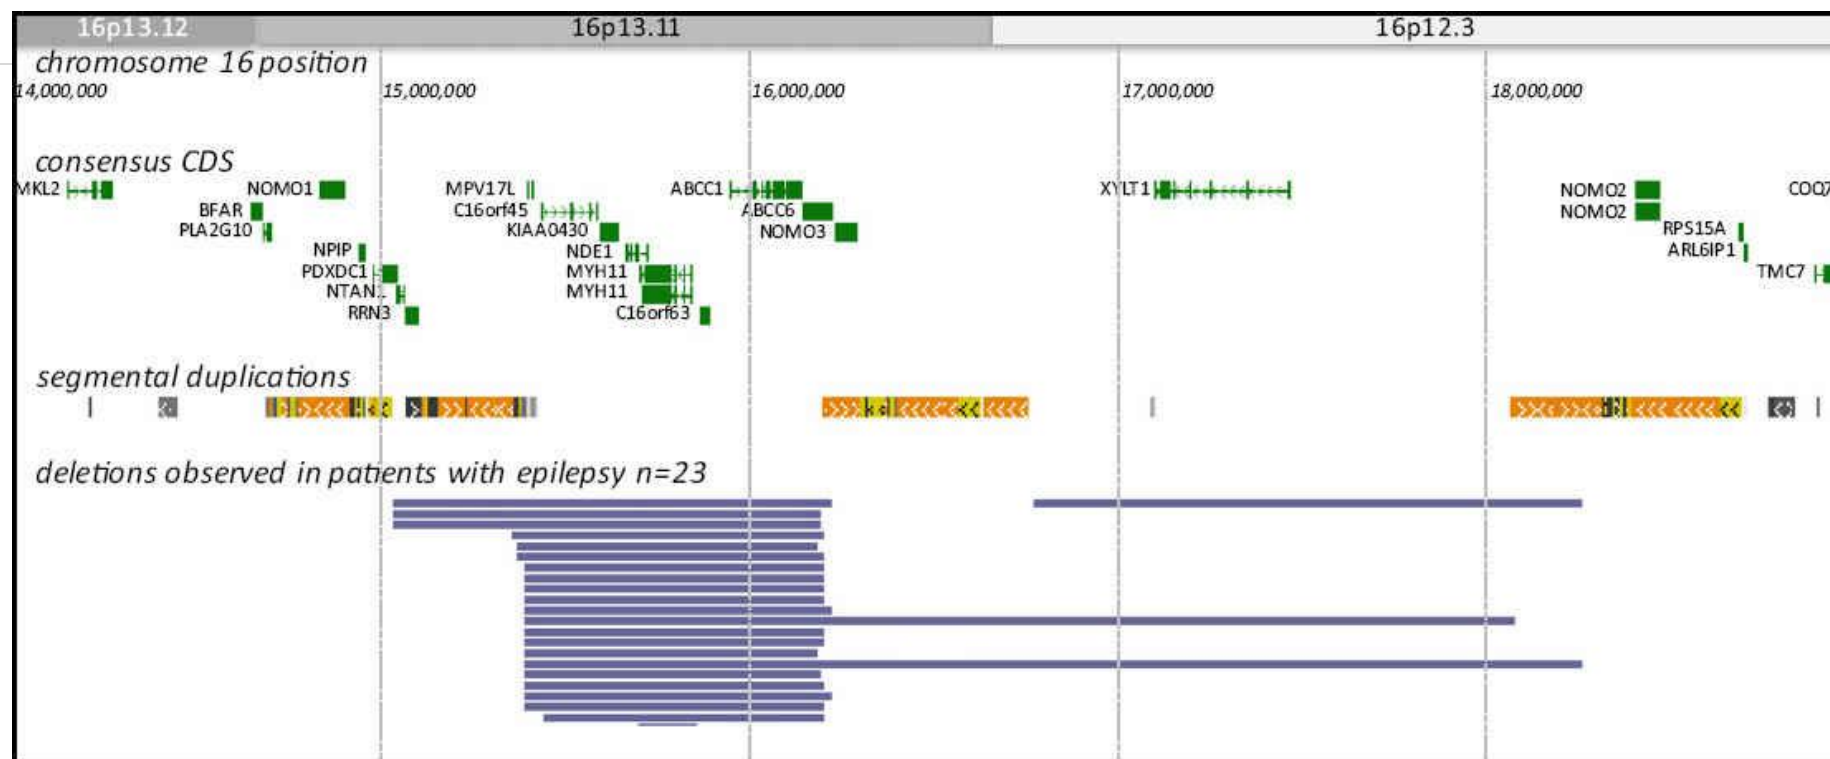 16p13.12 16p13.11 16p12.3
chromosome 16 position
14,000,000 15,000,000 16,000,000 17,000,000 18,000,000
consensus CDS
MKL2 NOMO1 MPV17L ABCC1 XYLT1 NOMO2 COQ7
BFAR C16orf45 ABCC6 NOMO2
PLA2G10 KIAA0430 NOMO3 RPS15A
NPIP NDE1 ARL6IP1
PDXDC1 MYH11 TMC7
NTAN1 MYH11
RRN3 C16orf63
segmental duplications
deletions observed in patients with epilepsy n=23